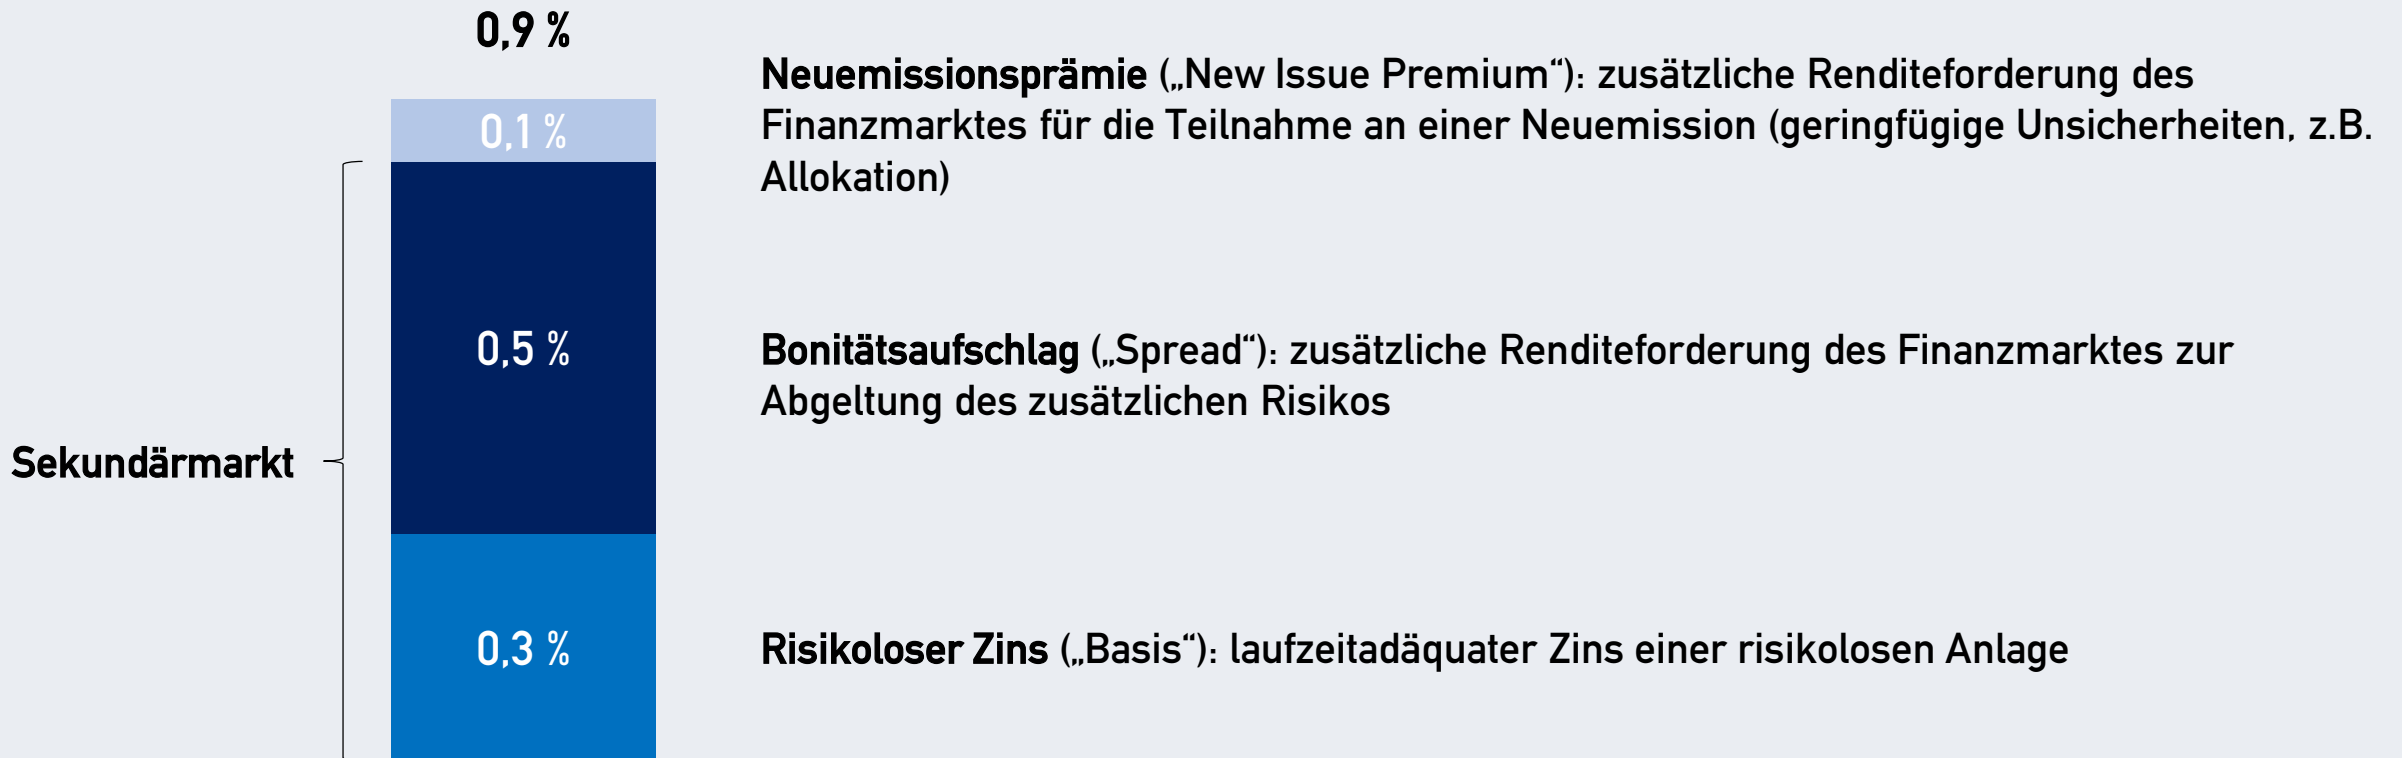 0,9 %
0,1 %
Neuemissionsprämie („New Issue Premium“): zusätzliche Renditeforderung des
Finanzmarktes für die Teilnahme an einer Neuemission (geringfügige Unsicherheiten, z.B.
Allokation)
0,5 %
Bonitätsaufschlag („Spread“): zusätzliche Renditeforderung des Finanzmarktes zur
Abgeltung des zusätzlichen Risikos
Sekundärmarkt
0,3 %
Risikoloser Zins („Basis“): laufzeitadäquater Zins einer risikolosen Anlage